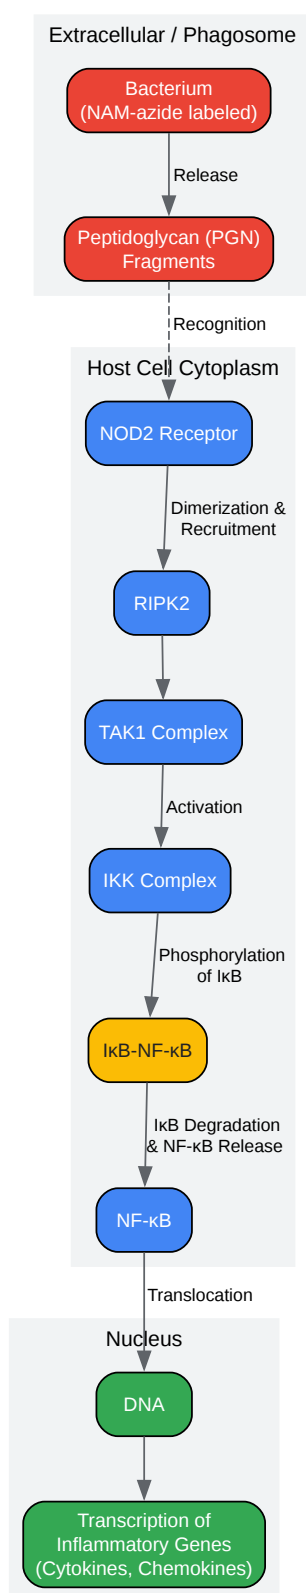 Extracellular / Phagosome
Bacterium
(NAM-azide labeled)
Release
Peptidoglycan (PGN)
Fragments
Recognition
Host Cell Cytoplasm
NOD2 Receptor
Dimerization &
Recruitment
RIPK2
TAK1 Complex
Activation
IKK Complex
Phosphorylation
of IκB
IκB-NF-κB
IκB Degradation
& NF-κB Release
NF-κB
Translocation
Nucleus
DNA
Transcription of
Inflammatory Genes
(Cytokines, Chemokines)